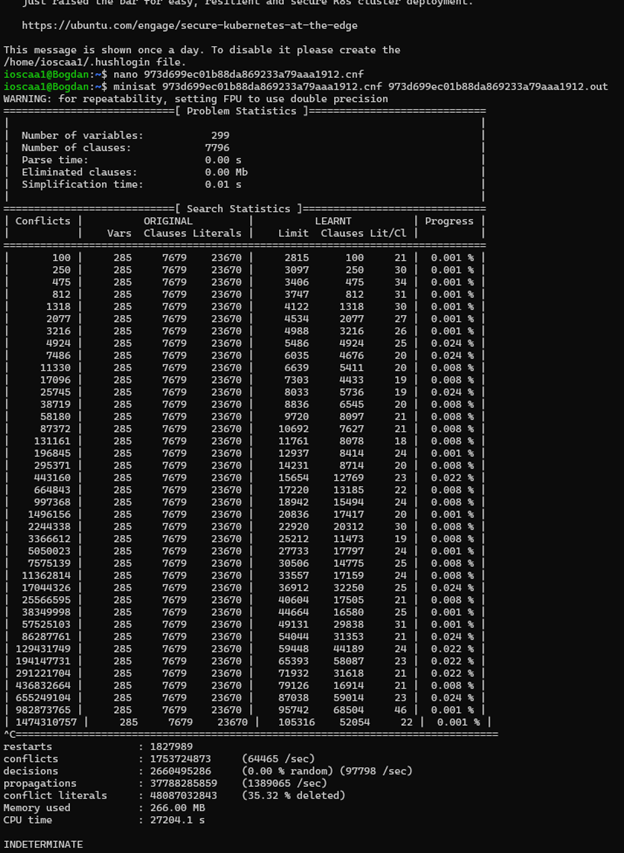 just raised the bar for easy, resilient and secure K8s cluster deployment.
https://ubuntu.com/engage/secure-kubernetes-at-the-edge
This message is shown once a day. To disable it please create the
/home/ioscaa1/.hushlogin file.
ioscaa1@Bogdan:~$ nano 973d699ec01b88da869233a79aaa1912.cnf
ioscaa1@Bogdan:~$ minisat 973d699ec01b88da869233a79aaa1912.cnf 973d699ec01b88da869233a79aaa1912.out
WARNING: for repeatability, setting FPU to use double precision
============================[ Problem Statistics ]=============================
|                                                                             |
|  Number of variables:           299                                         |
|  Number of clauses:            7796                                         |
|  Parse time:                   0.00 s                                       |
|  Eliminated clauses:           0.00 Mb                                      |
|  Simplification time:          0.01 s                                       |
|                                                                             |
============================[ Search Statistics ]==============================
| Conflicts |          ORIGINAL         |          LEARNT          | Progress |
|           |    Vars  Clauses Literals |    Limit  Clauses Lit/Cl |          |
===============================================================================
|       100 |     285     7679    23670 |     2815      100     21 |  0.001 % |
|       250 |     285     7679    23670 |     3097      250     30 |  0.001 % |
|       475 |     285     7679    23670 |     3406      475     34 |  0.001 % |
|       812 |     285     7679    23670 |     3747      812     31 |  0.001 % |
|      1318 |     285     7679    23670 |     4122     1318     30 |  0.001 % |
|      2077 |     285     7679    23670 |     4534     2077     27 |  0.001 % |
|      3216 |     285     7679    23670 |     4988     3216     26 |  0.001 % |
|      4924 |     285     7679    23670 |     5486     4924     25 |  0.024 % |
|      7486 |     285     7679    23670 |     6035     4676     20 |  0.008 % |
|     11330 |     285     7679    23670 |     6639     5411     20 |  0.008 % |
|     17096 |     285     7679    23670 |     7303     4433     19 |  0.008 % |
|     25745 |     285     7679    23670 |     8033     5736     19 |  0.024 % |
|     38719 |     285     7679    23670 |     8836     6545     20 |  0.008 % |
|     58180 |     285     7679    23670 |     9720     8097     21 |  0.008 % |
|     87372 |     285     7679    23670 |    10692     7627     21 |  0.008 % |
|    131161 |     285     7679    23670 |    11761     8078     18 |  0.008 % |
|    196845 |     285     7679    23670 |    12937     8414     24 |  0.001 % |
|    295371 |     285     7679    23670 |    14231     8714     20 |  0.008 % |
|    443160 |     285     7679    23670 |    15654    12769     23 |  0.022 % |
|    664843 |     285     7679    23670 |    17220    13185     22 |  0.008 % |
|    997368 |     285     7679    23670 |    18942    15494     24 |  0.008 % |
|   1496156 |     285     7679    23670 |    20836    17417     20 |  0.001 % |
|   2244338 |     285     7679    23670 |    22920    20312     30 |  0.008 % |
|   3366612 |     285     7679    23670 |    25212    11473     19 |  0.008 % |
|   5050023 |     285     7679    23670 |    27733    17797     24 |  0.001 % |
|   7575139 |     285     7679    23670 |    30506    14775     25 |  0.008 % |
|  11362814 |     285     7679    23670 |    33557    17159     24 |  0.008 % |
|  17044326 |     285     7679    23670 |    36912    32250     25 |  0.024 % |
|  25566595 |     285     7679    23670 |    40604    17505     21 |  0.008 % |
|  38349998 |     285     7679    23670 |    44664    16580     25 |  0.001 % |
|  57525103 |     285     7679    23670 |    49131    29838     31 |  0.001 % |
|  86287761 |     285     7679    23670 |    54044    31353     21 |  0.024 % |
| 129431749 |     285     7679    23670 |    59448    44189     24 |  0.022 % |
| 194147731 |     285     7679    23670 |    65393    58087     23 |  0.022 % |
| 291221704 |     285     7679    23670 |    71932    31618     21 |  0.022 % |
| 436832664 |     285     7679    23670 |    79126    16914     21 |  0.008 % |
| 655249104 |     285     7679    23670 |    87038    59014     23 |  0.024 % |
| 982873765 |     285     7679    23670 |    95742    68504     46 |  0.001 % |
| 1474310757 |     285     7679    23670 |   105316    52054     22 |  0.001 % |
^C===============================================================================
restarts              : 1827989
conflicts             : 1753724873     (64465 /sec)
decisions             : 2660495286     (0.00 % random) (97798 /sec)
propagations          : 37788285859    (1389065 /sec)
conflict literals     : 48087032843    (35.32 % deleted)
Memory used           : 266.00 MB
CPU time              : 27204.1 s
INDETERMINATE